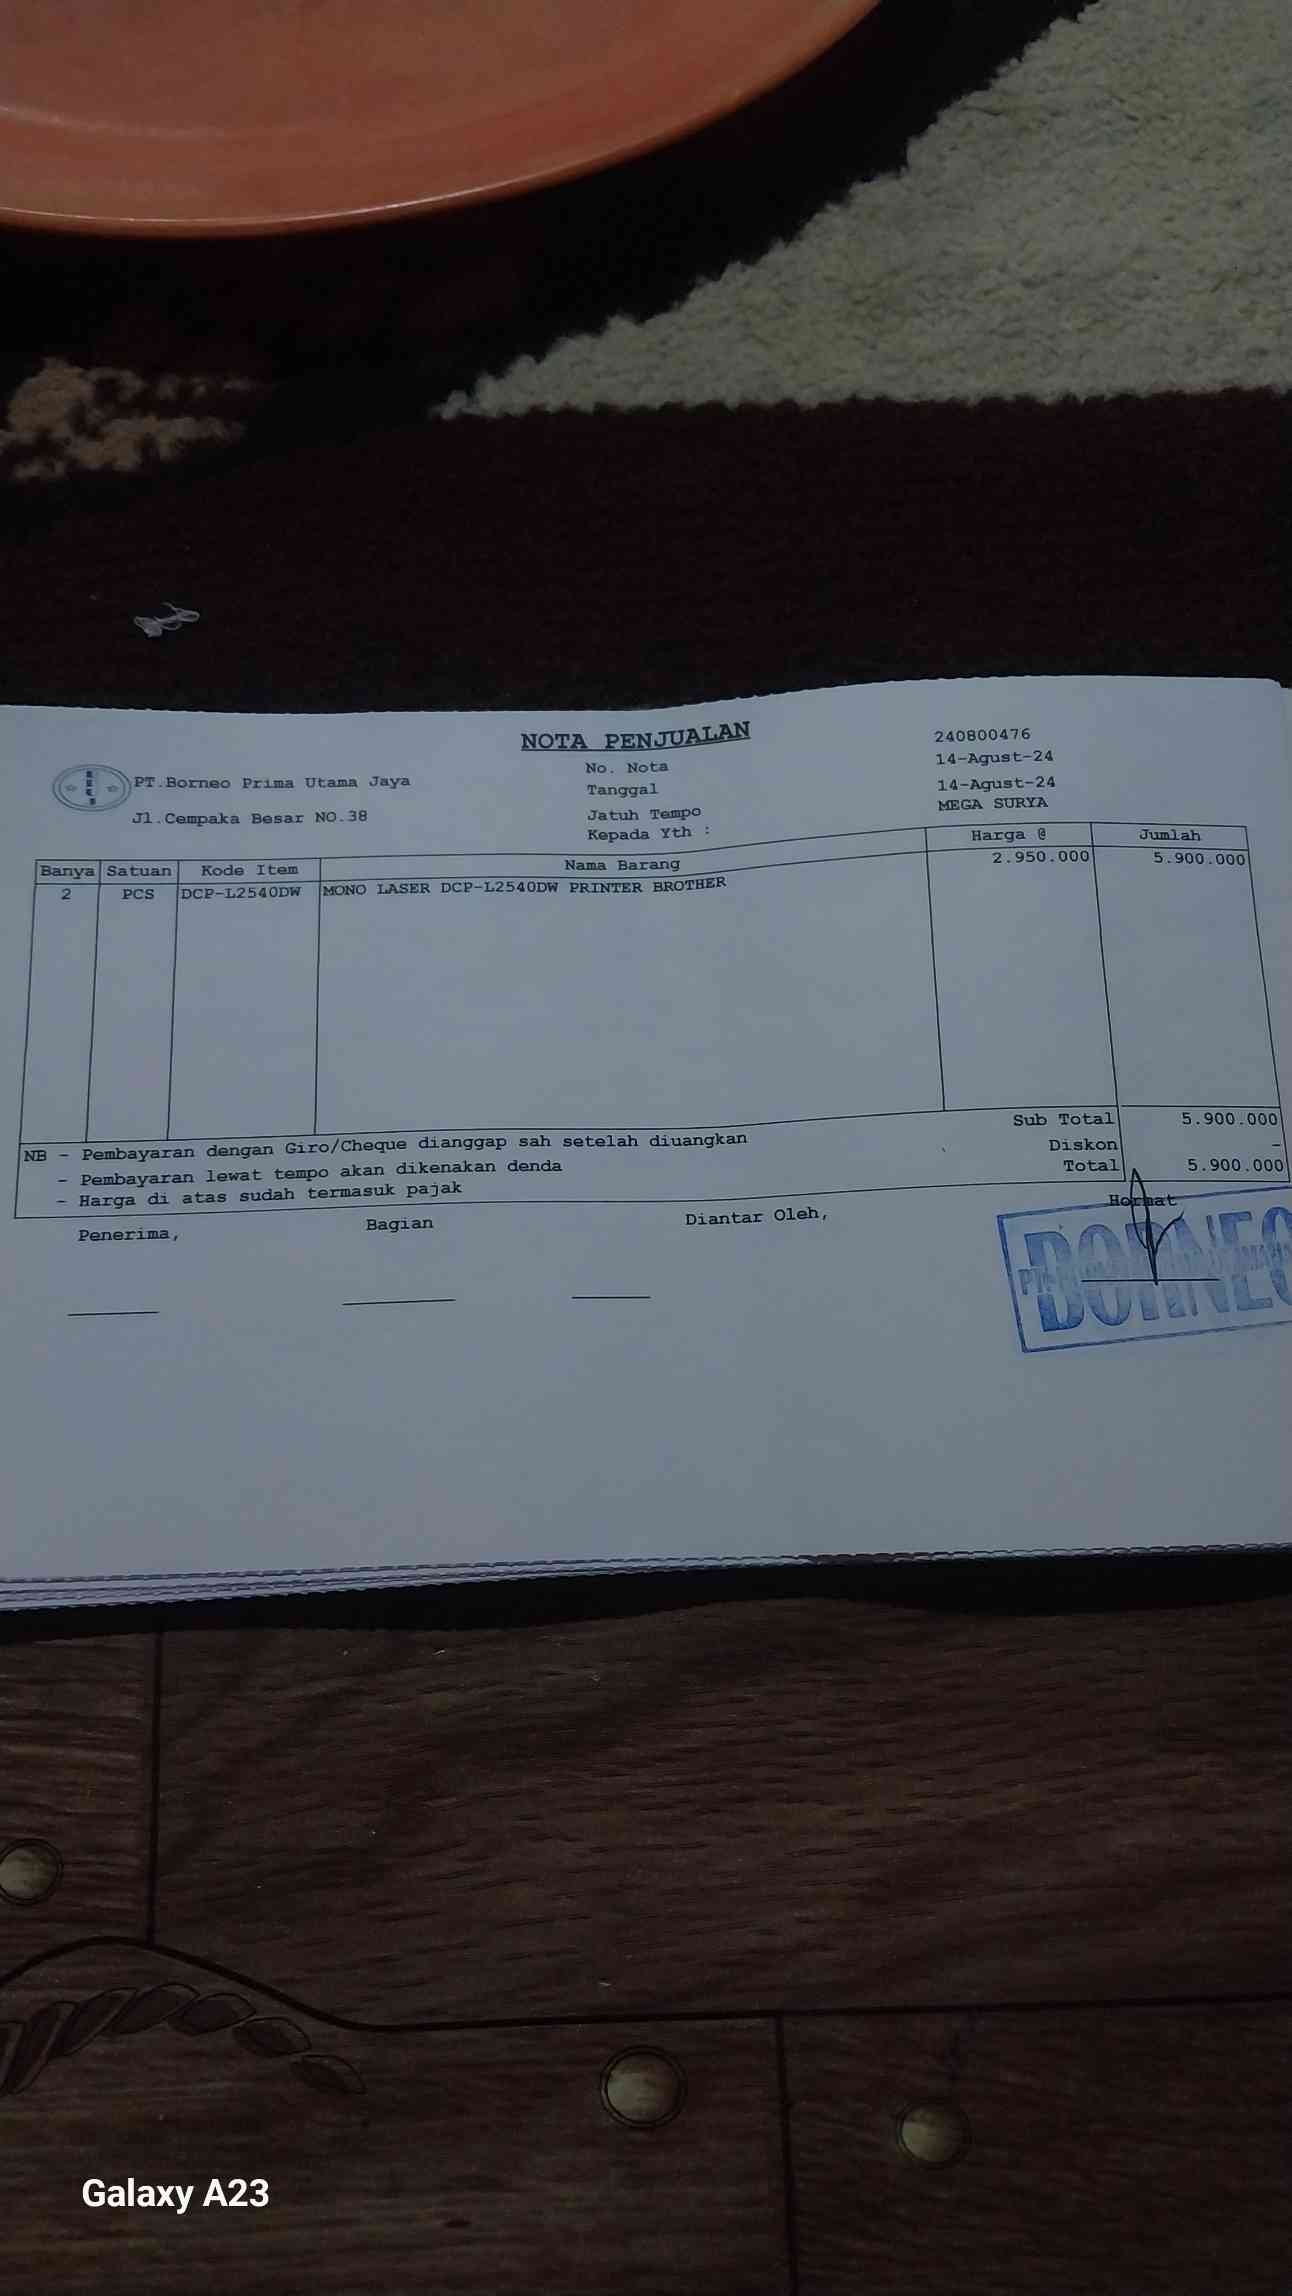 NOTA PENJUALAN
PT.Borneo Prima Utama Jaya
Jl.Cempaka Besar NO.38
No. Nota 240800476
Tanggal 14-Agust-24
Jatuh Tempo 14-Agust-24
Kepada Yth : MEGA SURYA
Banya Satuan Kode Item Nama Barang Harga @ Jumlah
2 PCS DCP-L2540DW MONO LASER DCP-L2540DW PRINTER BROTHER 2.950.000 5.900.000
Sub Total 5.900.000
Diskon -
Total 5.900.000
NB - Pembayaran dengan Giro/Cheque dianggap sah setelah diuangkan
- Pembayaran lewat tempo akan dikenakan denda
- Harga di atas sudah termasuk pajak
Penerima, Bagian Diantar Oleh, Hormat
PT. BORNEO
Galaxy A23